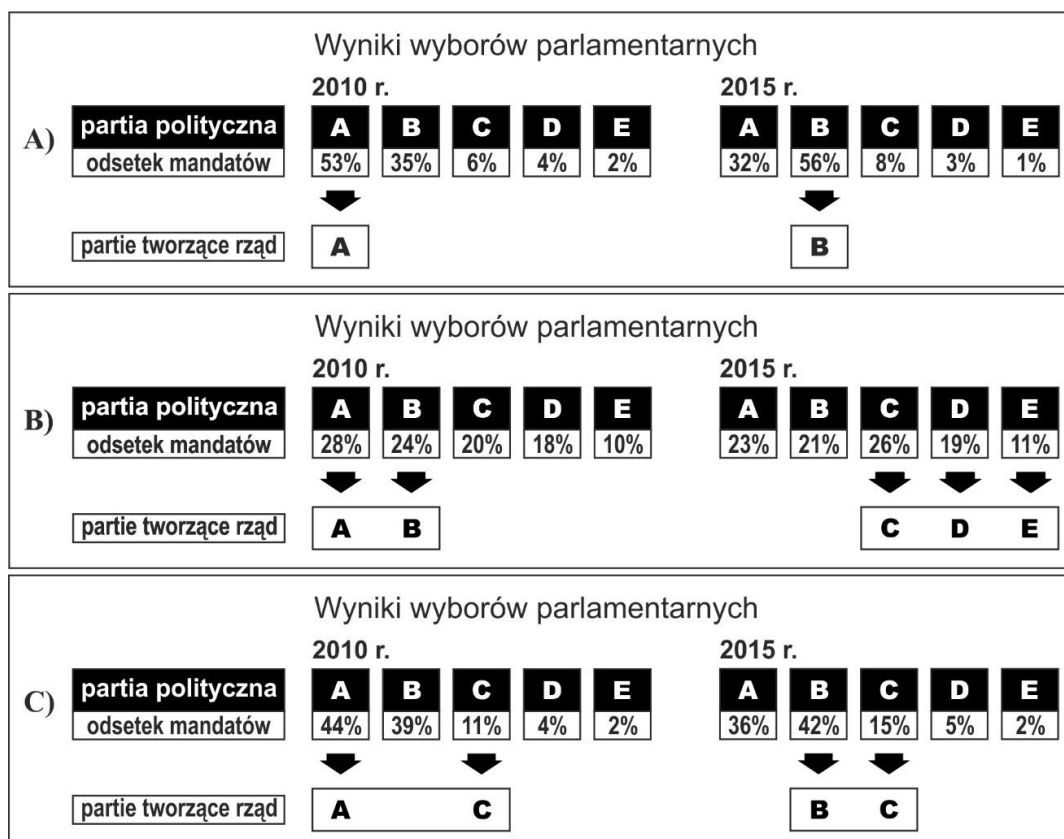 Wyniki wyborów parlamentarnych
2010 r. 2015 r.
A) partia polityczna A B C D E A B C D E
odsetek mandatów 53% 35% 6% 4% 2% 32% 56% 8% 3% 1%
partie tworzące rząd A B
Wyniki wyborów parlamentarnych
2010 r. 2015 r.
B) partia polityczna A B C D E A B C D E
odsetek mandatów 28% 24% 20% 18% 10% 23% 21% 26% 19% 11%
partie tworzące rząd A B C D E
Wyniki wyborów parlamentarnych
2010 r. 2015 r.
C) partia polityczna A B C D E A B C D E
odsetek mandatów 44% 39% 11% 4% 2% 36% 42% 15% 5% 2%
partie tworzące rząd A C B C